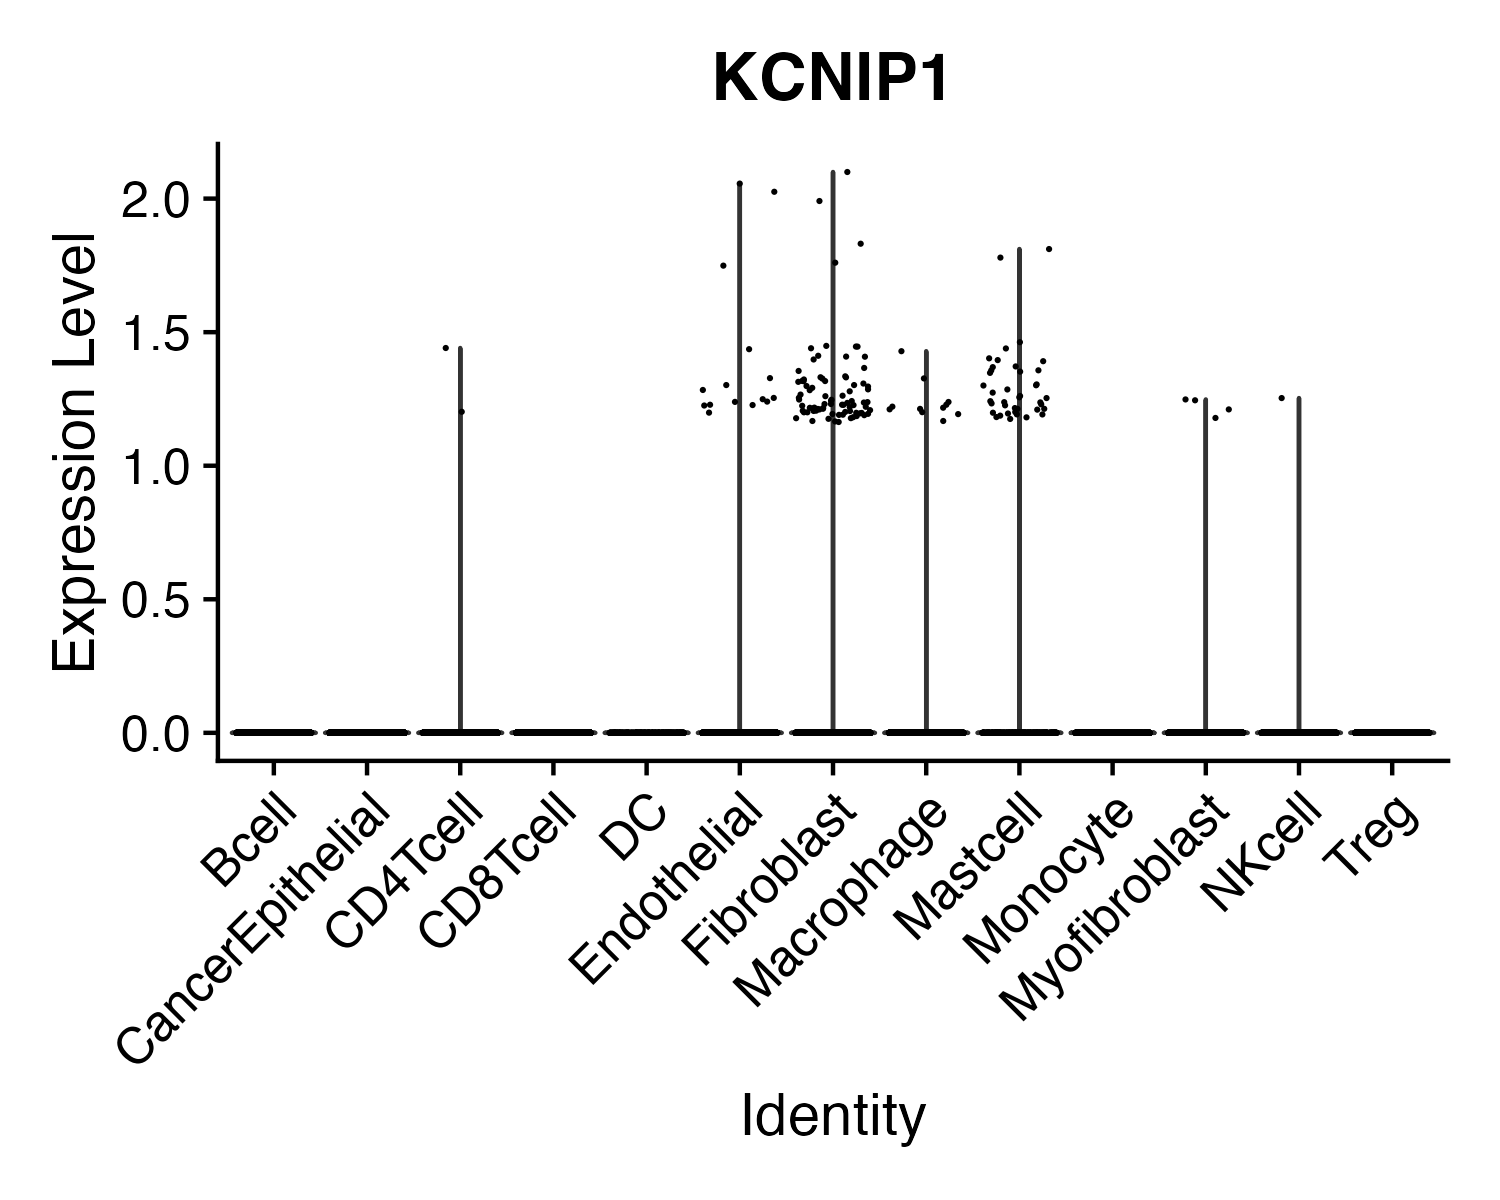 KCNIP1
Expression Level
2.0
1.5
1.0
0.5
0.0
Bcell
CancerEpithelial
CD4Tcell
CD8Tcell
DC
Endothelial
Fibroblast
Macrophage
Mastcell
Monocyte
Myofibroblast
NKcell
Treg
Identity